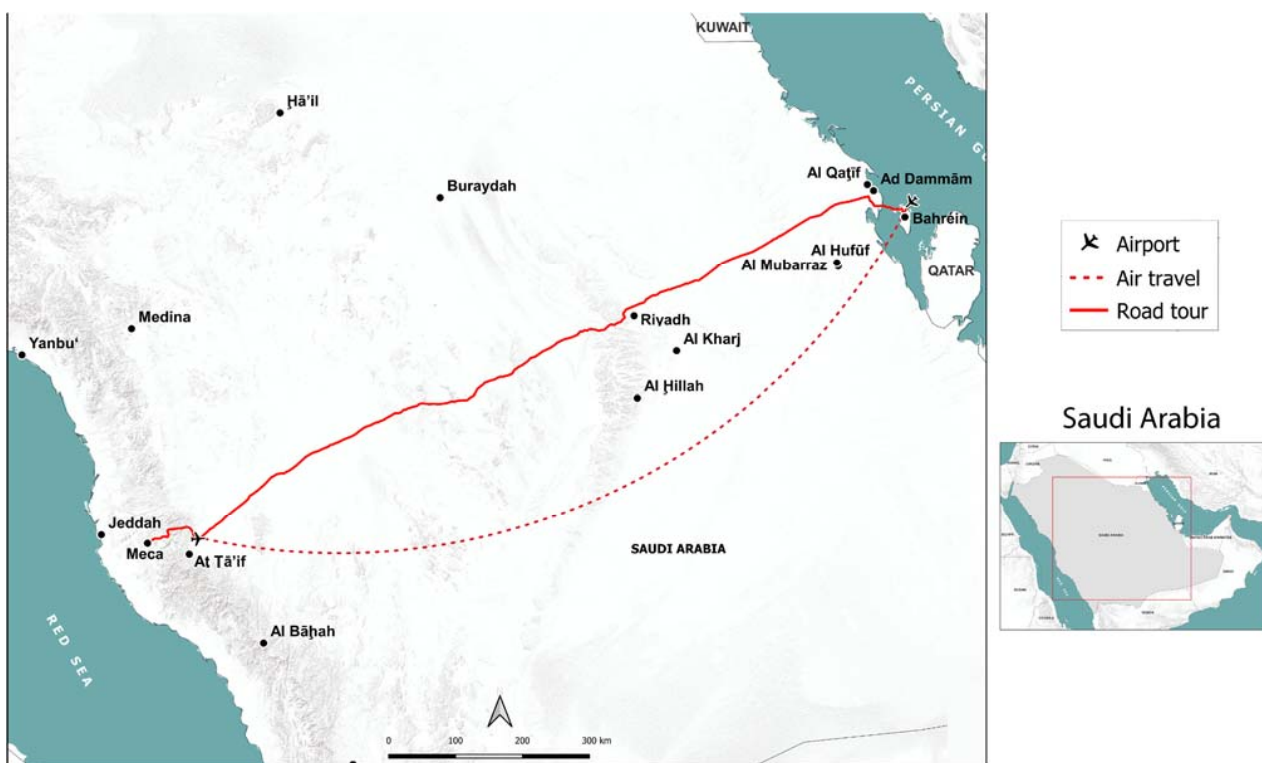 KUWAIT
PERSIAN GU
Ḩā'il
Buraydah
Al Qaţīf
Ad Dammām
Bahréin
Al Hufūf
Al Mubarraz
QATAR
Medina
Yanbu'
Riyadh
Al Kharj
Al Ḩillah
Jeddah
Meca
At Tā'if
SAUDI ARABIA
Al Bāḩah
RED SEA
0 100 200 300 km
Airport
Air travel
Road tour
Saudi Arabia
SAUDI ARABIA